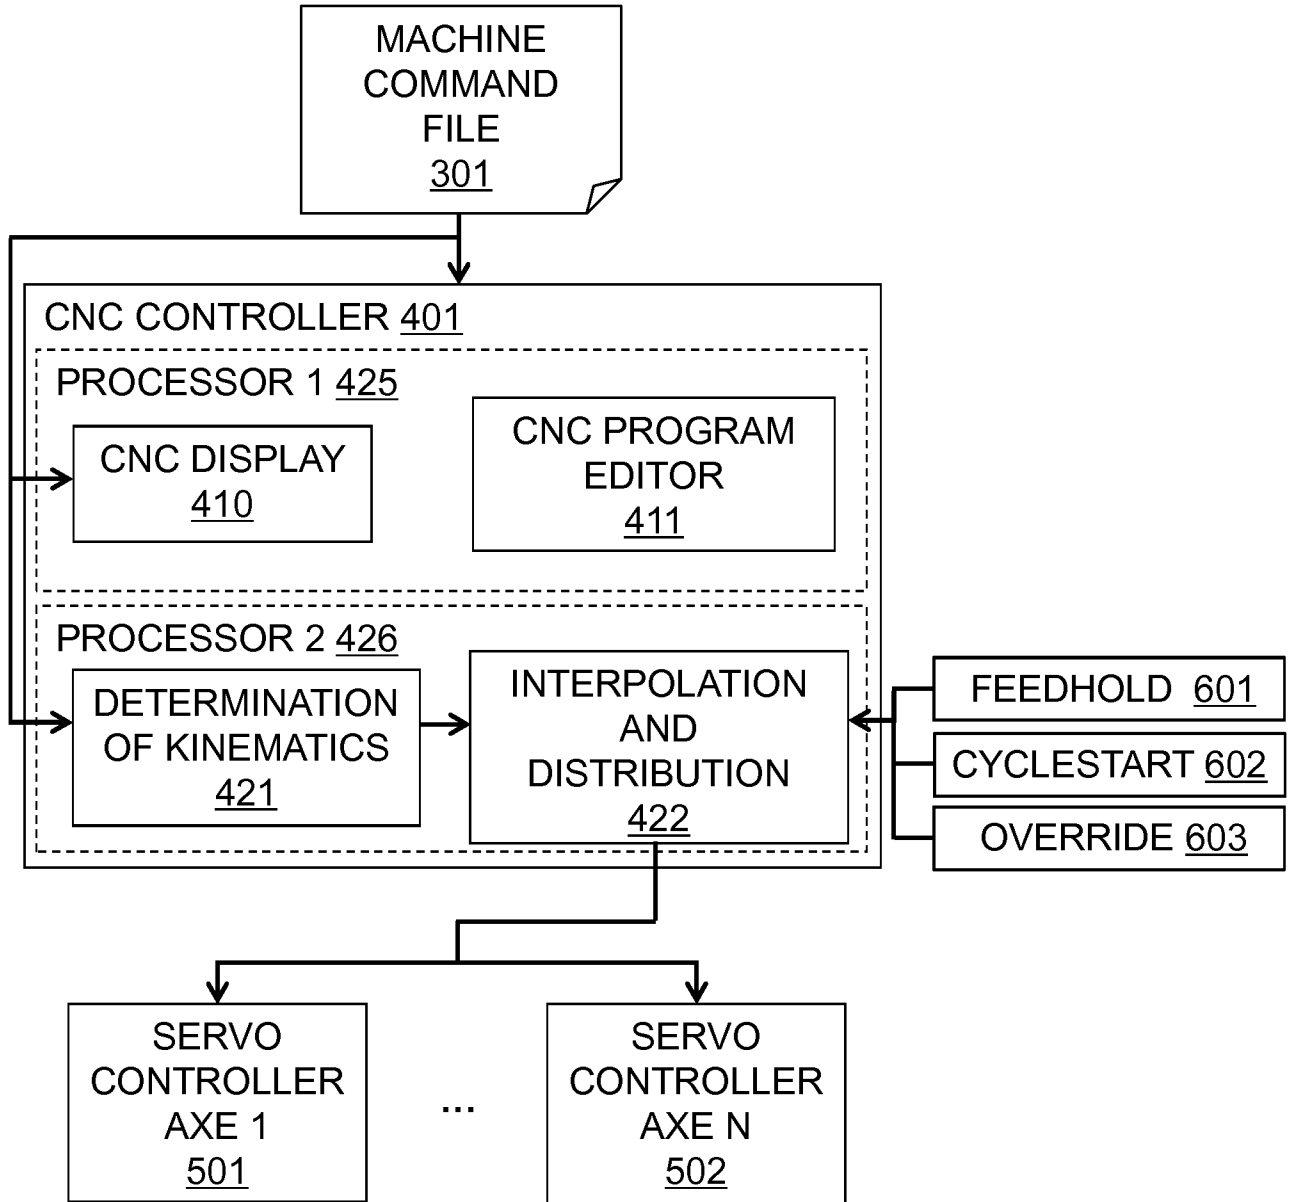 MACHINE
COMMAND
FILE
301
CNC CONTROLLER 401
PROCESSOR 1 425
CNC DISPLAY
410
CNC PROGRAM
EDITOR
411
PROCESSOR 2 426
DETERMINATION
OF KINEMATICS
421
INTERPOLATION
AND
DISTRIBUTION
422
FEEDHOLD 601
CYCLESTART 602
OVERRIDE 603
SERVO
CONTROLLER
AXE 1
501
...
SERVO
CONTROLLER
AXE N
502